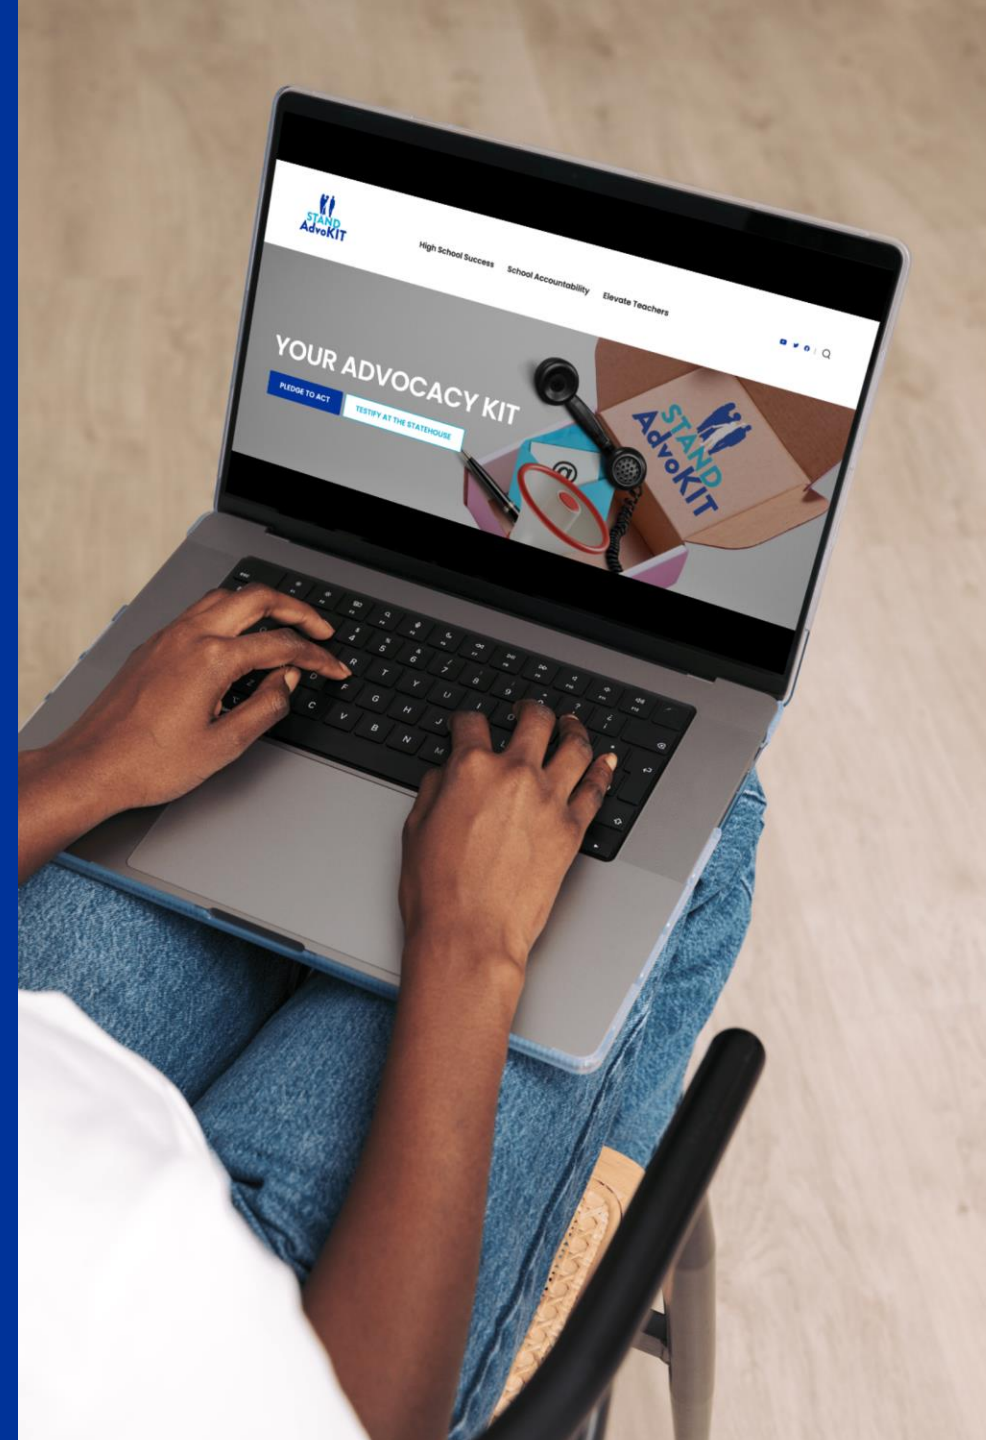 STAND
AdvoKIT
High School Success
School Accountability
Elevate Teachers
YOUR ADVOCACY KIT
PLEDGE TO ACT
TESTIFY AT THE STATEHOUSE
@
STAND
AdvoKIT